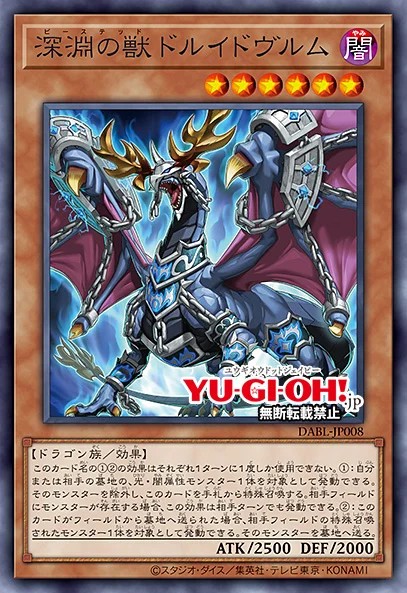 ビーステッド
深淵の獣ドルイドヴルム
やみ
闇
ユウギオウドットジェイピー
YU-GI-OH!.jp
無断転載禁止
DABL-JP008
【ドラゴン族/効果】
このカード名の①②の効果はそれぞれ1ターンに1度しか使用できない。①:自分
または相手の墓地の、光・闇属性モンスター1体を対象として発動できる。
そのモンスターを除外し、このカードを手札から特殊召喚する。相手フィールド
にモンスターが存在する場合、この効果は相手ターンでも発動できる。②:この
カードがフィールドから墓地へ送られた場合、相手フィールドの特殊召喚
されたモンスター1体を対象として発動できる。そのモンスターを墓地へ送る。
ATK/2500 DEF/2000
©スタジオ・ダイス/集英社・テレビ東京・KONAMI